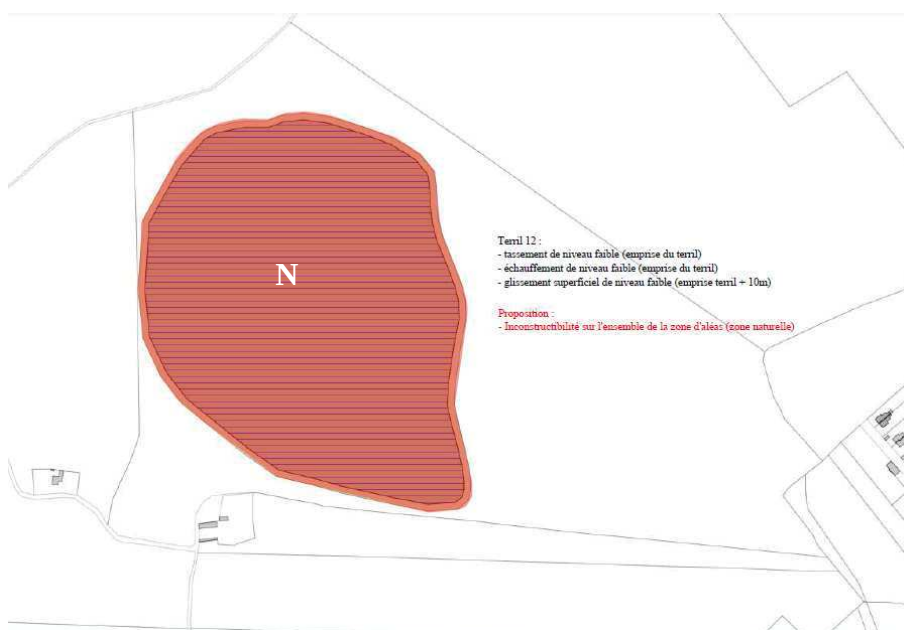 N
Terril 12 :
- tassement de niveau faible (emprise du terril)
- échauffement de niveau faible (emprise du terril)
- glissement superficiel de niveau faible (emprise terril + 10m)
Proposition :
- Inconstructibilité sur l'ensemble de la zone d'aléas (zone naturelle)